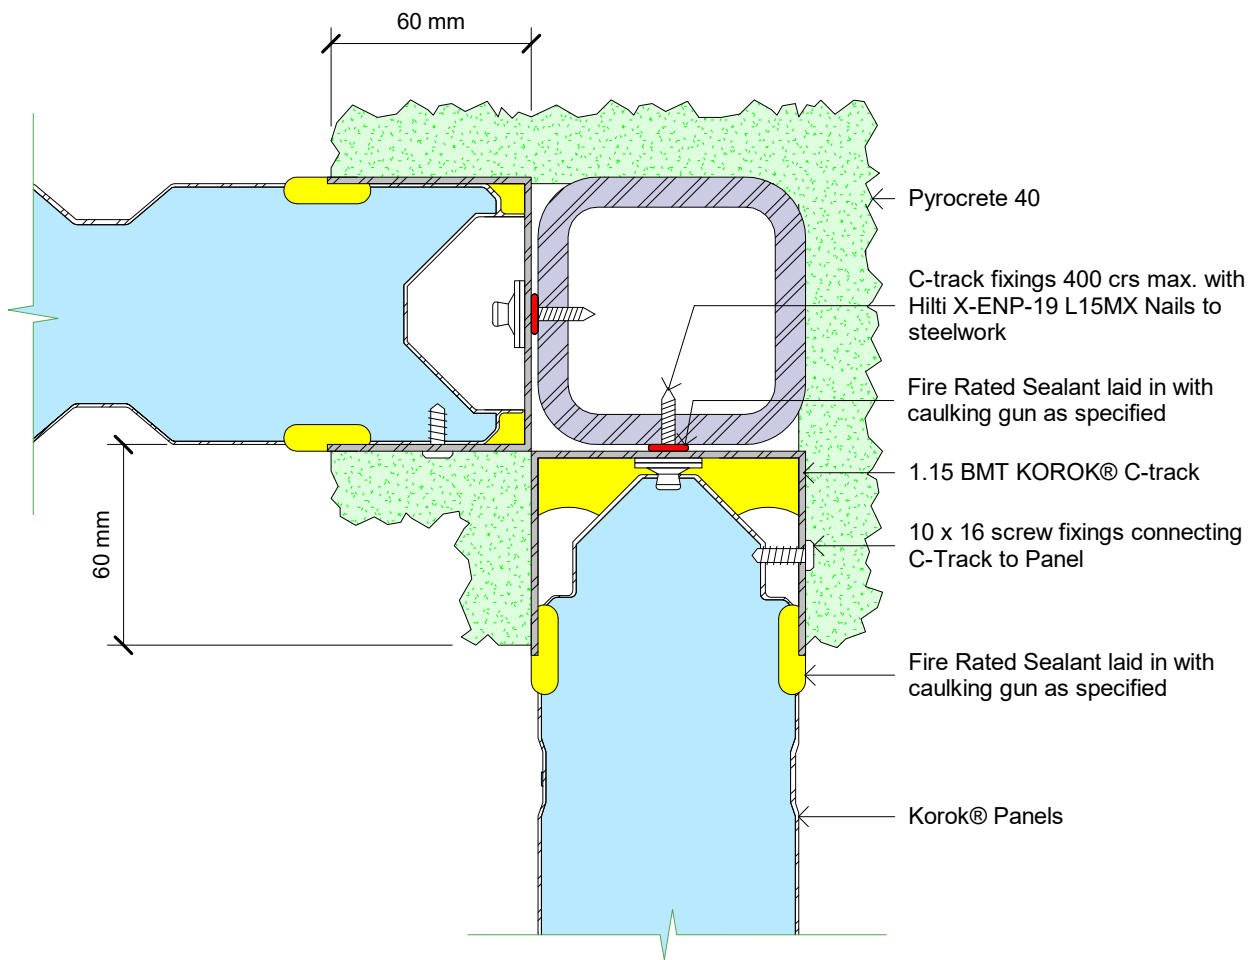 60 mm
Pyrocrete 40
C-track fixings 400 crs max. with
Hilti X-ENP-19 L15MX Nails to
steelwork
Fire Rated Sealant laid in with
caulking gun as specified
1.15 BMT KOROK® C-track
10 x 16 screw fixings connecting
C-Track to Panel
60 mm
Fire Rated Sealant laid in with
caulking gun as specified
Korok® Panels